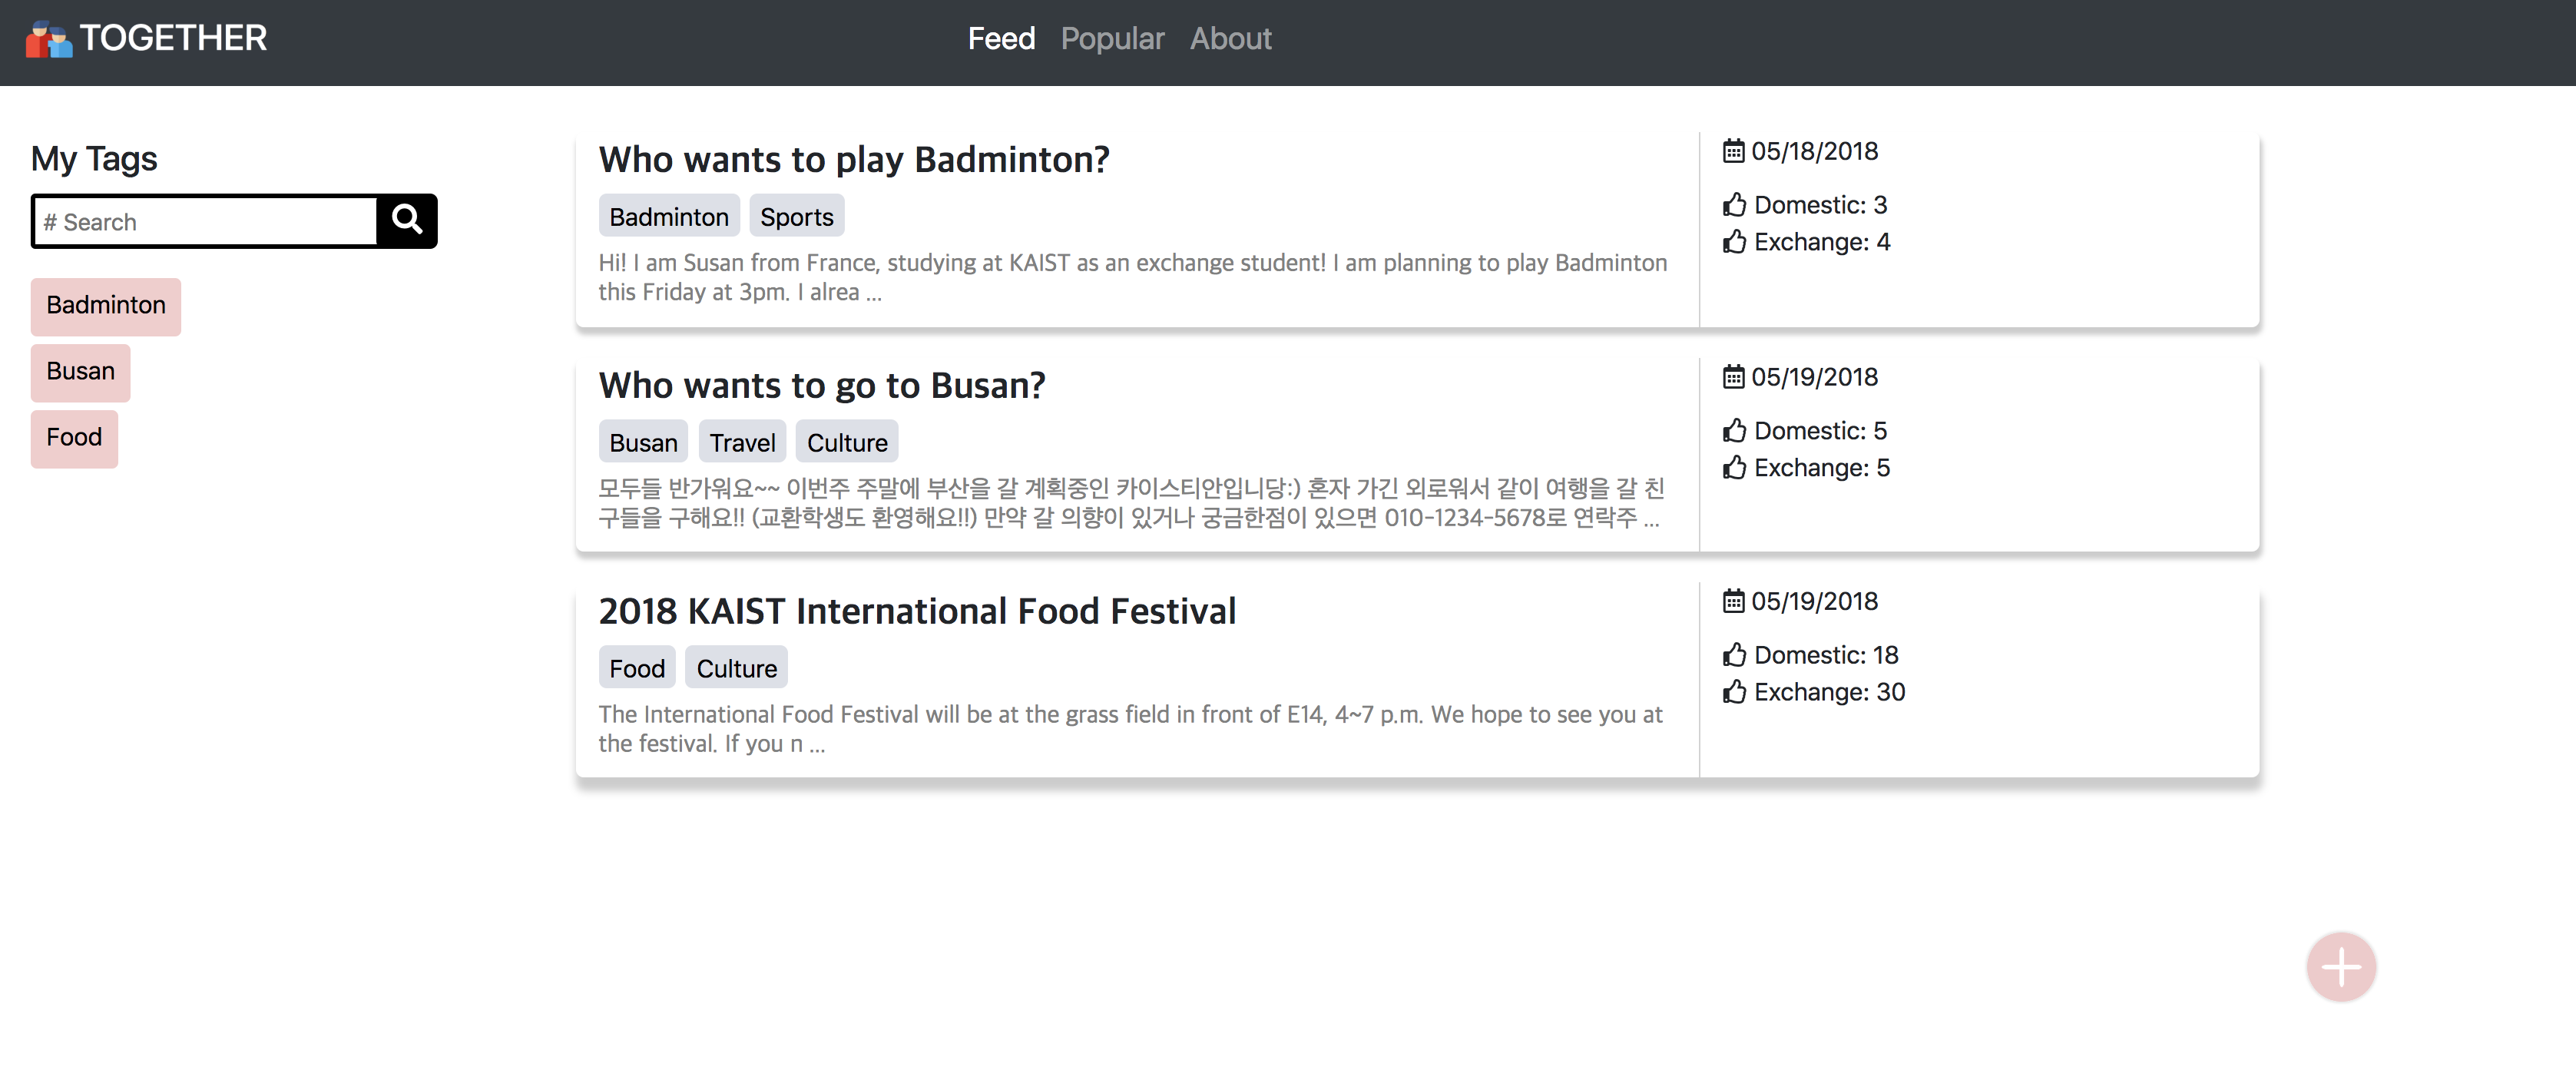 TOGETHER
Feed Popular About
My Tags
# Search
Badminton
Busan
Food
Who wants to play Badminton?
Badminton Sports
Hi! I am Susan from France, studying at KAIST as an exchange student! I am planning to play Badminton
this Friday at 3pm. I alrea ...
05/18/2018
Domestic: 3
Exchange: 4
Who wants to go to Busan?
Busan Travel Culture
모두들 반가워요~~ 이번주 주말에 부산을 갈 계획중인 카이스티안입니당:) 혼자 가긴 외로워서 같이 여행을 갈 친
구들을 구해요!! (교환학생도 환영해요!!) 만약 갈 의향이 있거나 궁금한점이 있으면 010-1234-5678로 연락주 ...
05/19/2018
Domestic: 5
Exchange: 5
2018 KAIST International Food Festival
Food Culture
The International Food Festival will be at the grass field in front of E14, 4~7 p.m. We hope to see you at
the festival. If you n ...
05/19/2018
Domestic: 18
Exchange: 30